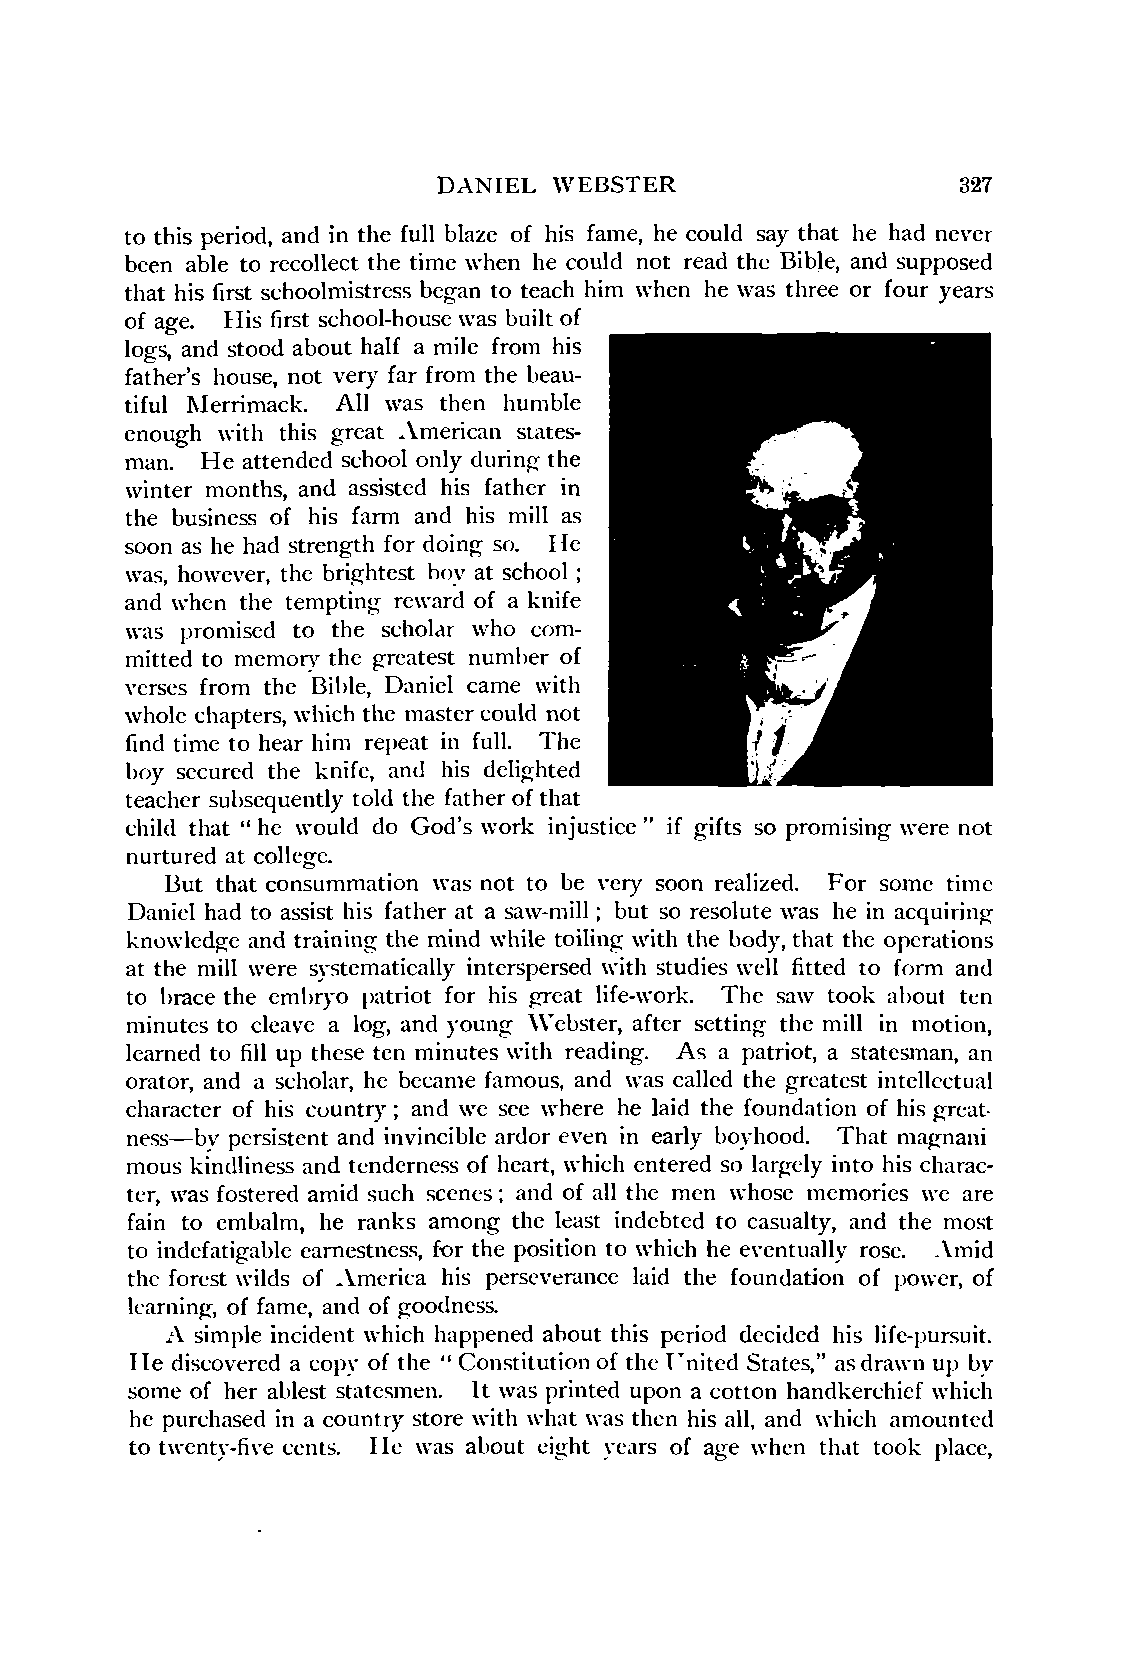 DANIEL WEBSTER 327
to this period, and in the full blaze of his fame, he could say that he had never
been able to recollect the time when he could not read the Bible, and supposed
that his first schoolmistress began to teach him when he was three or four years
of age. His first school-house was built of
logs, and stood about half a mile from his
father's house, not very far from the beau-
tiful Merrimack. All was then humble
enough with this great American states-
man. He attended school only during the
winter months, and assisted his father in
the business of his farm and his mill as
soon as he had strength for doing so. He
was, however, the brightest boy at school ;
and when the tempting reward of a knife
was promised to the scholar who com-
mitted to memory the greatest number of
verses from the Bible, Daniel came with
whole chapters, which the master could not
find time to hear him repeat in full. The
boy secured the knife, and his delighted
teacher subsequently told the father of that
child that "he would do God's work injustice" if gifts so promising were not
nurtured at college.
But that consummation was not to be very soon realized. For some time
Daniel had to assist his father at a saw-mill ; but so resolute was he in acquiring
knowledge and training the mind while toiling with the body, that the operations
at the mill were systematically interspersed with studies well fitted to form and
to brace the embryo patriot for his great life-work. The saw took about ten
minutes to cleave a log, and young Webster, after setting the mill in motion,
learned to fill up these ten minutes with reading. As a patriot, a statesman, an
orator, and a scholar, he became famous, and was called the greatest intellectual
character of his country ; and we see where he laid the foundation of his great-
ness—by persistent and invincible ardor even in early boyhood. That magnani
mous kindliness and tenderness of heart, which entered so largely into his charac-
ter, was fostered amid such scenes ; and of all the men whose memories we are
fain to embalm, he ranks among the least indebted to casualty, and the most
to indefatigable earnestness, for the position to which he eventually rose. Amid
the forest wilds of America his perseverance laid the foundation of power, of
learning, of fame, and of goodness.
A simple incident which happened about this period decided his life-pursuit.
He discovered a copy of the "Constitution of the United States," as drawn up by
some of her ablest statesmen. It was printed upon a cotton handkerchief which
he purchased in a country store with what was then his all, and which amounted
to twenty-five cents. He was about eight years of age when that took place,